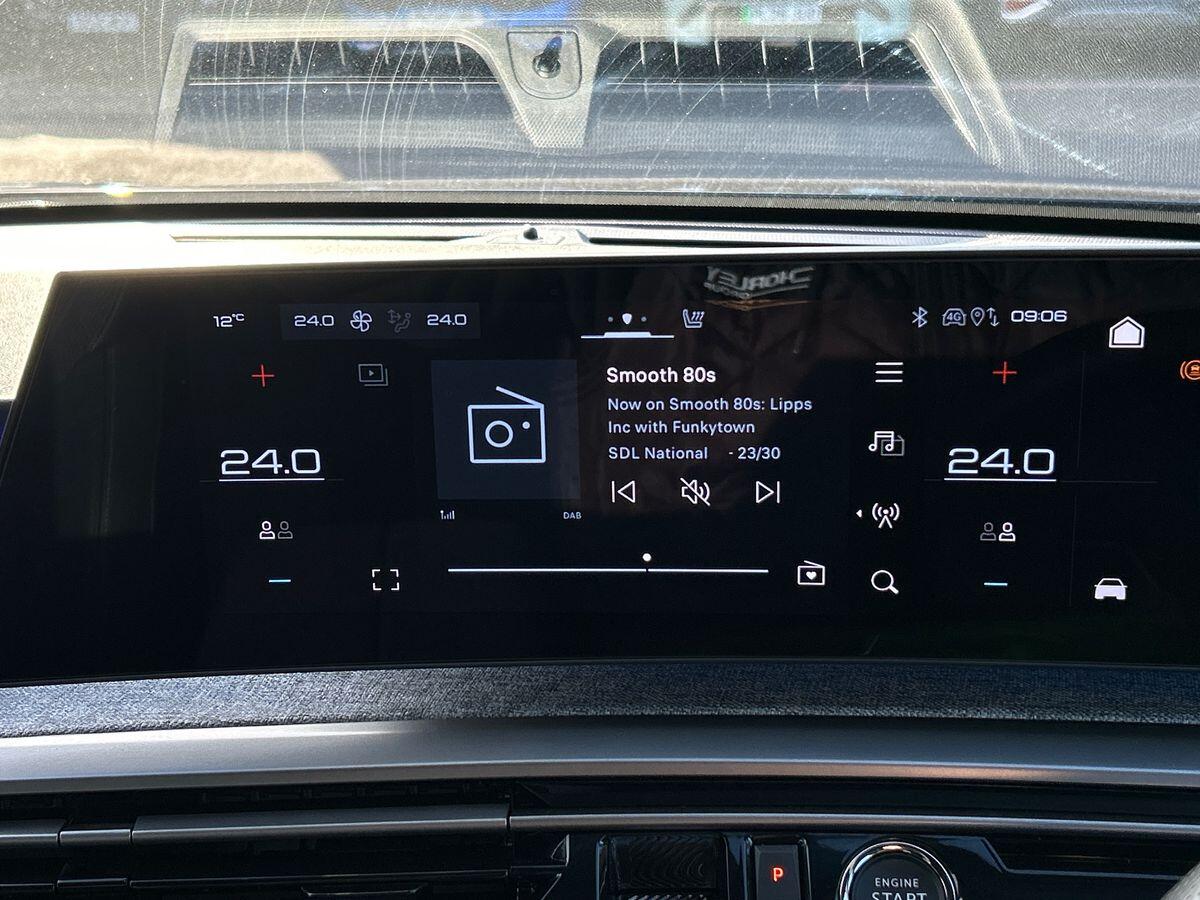 12°C
24.0
24.0
4G
09:06
Smooth 80s
Now on Smooth 80s: Lipps
Inc with Funkytown
SDL National - 23/30
24.0
24.0
DAB
P
ENGINE
START